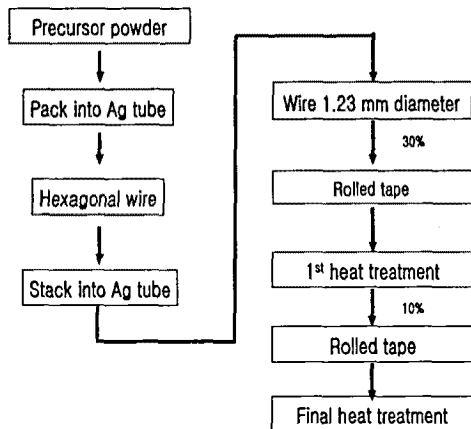 Precursor powder
Pack into Ag tube
Hexagonal wire
Stack into Ag tube
Wire 1.23 mm diameter
30%
Rolled tape
1st heat treatment
10%
Rolled tape
Final heat treatment